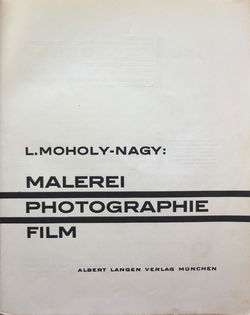 L.MOHOLY-NAGY:
MALEREI
PHOTOGRAPHIE
FILM
ALBERT LANGEN VERLAG MÜNCHEN